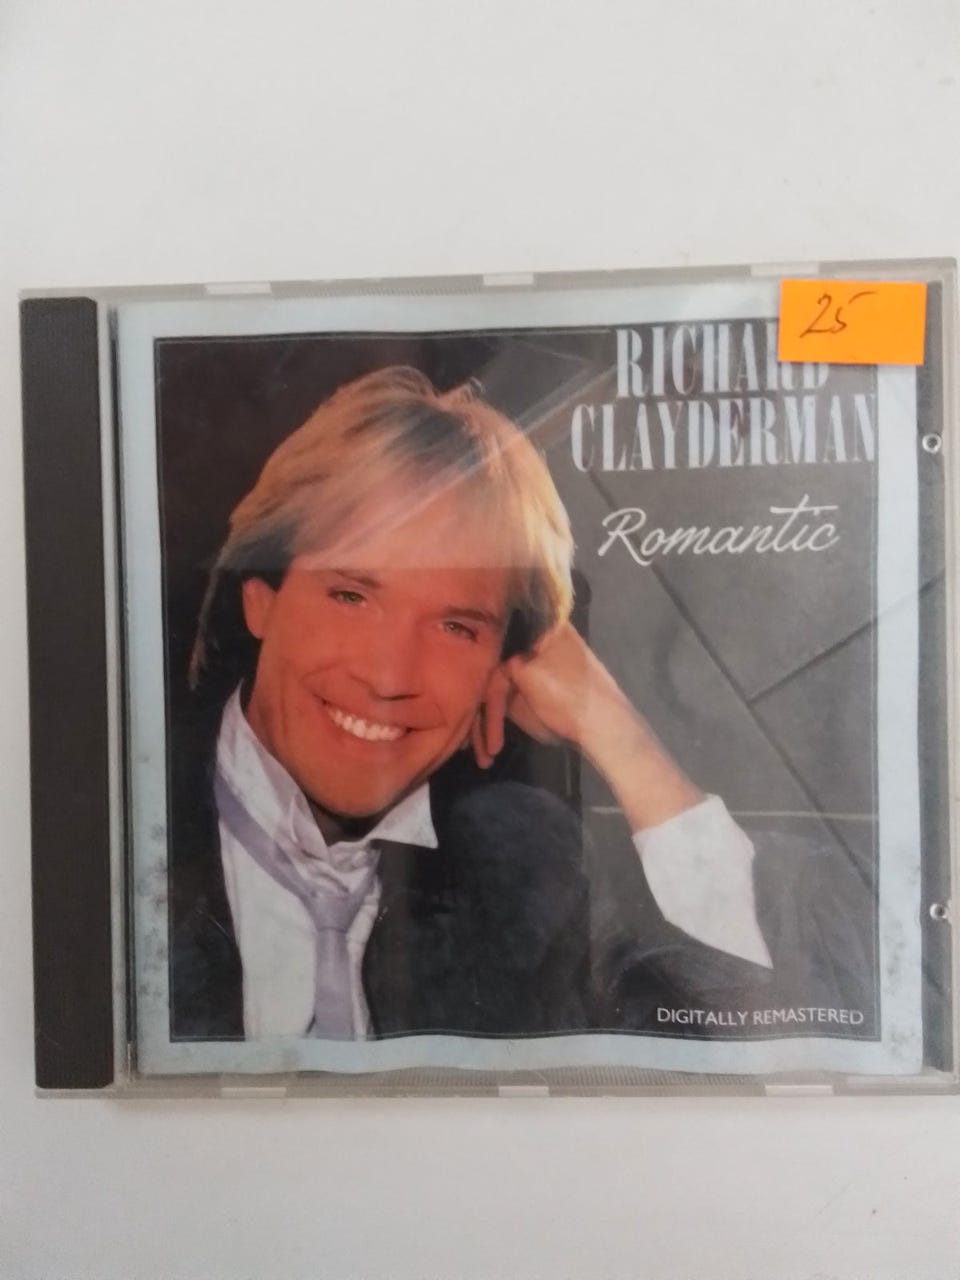 25
RICHARD
CLAYDERMAN
Romantic
DIGITALLY REMASTERED